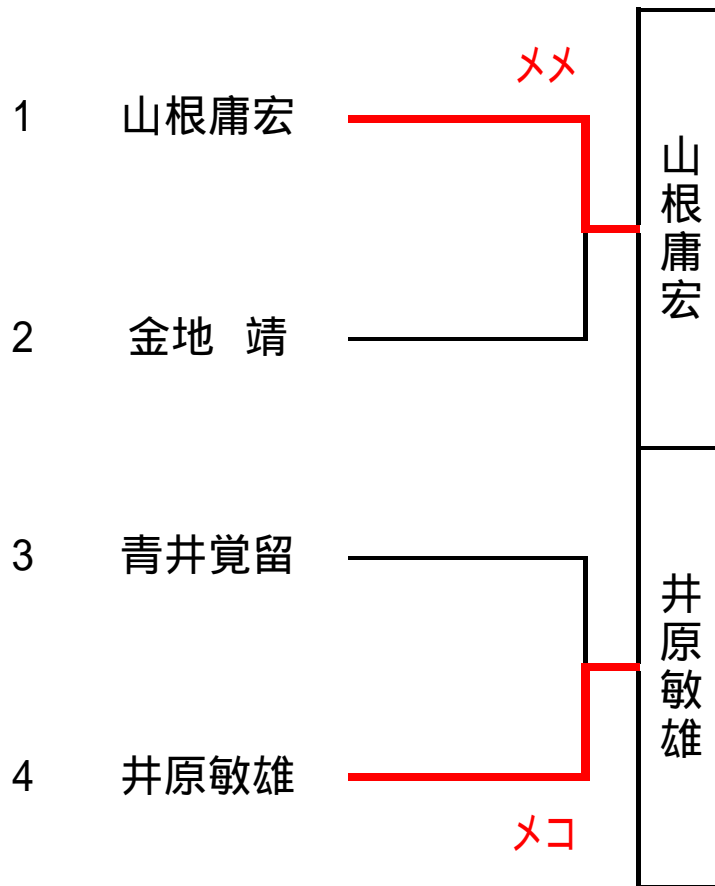 メメ
1 山根庸宏
2 金地 靖
3 青井覚留
4 井原敏雄
メコ
山根庸宏
井原敏雄